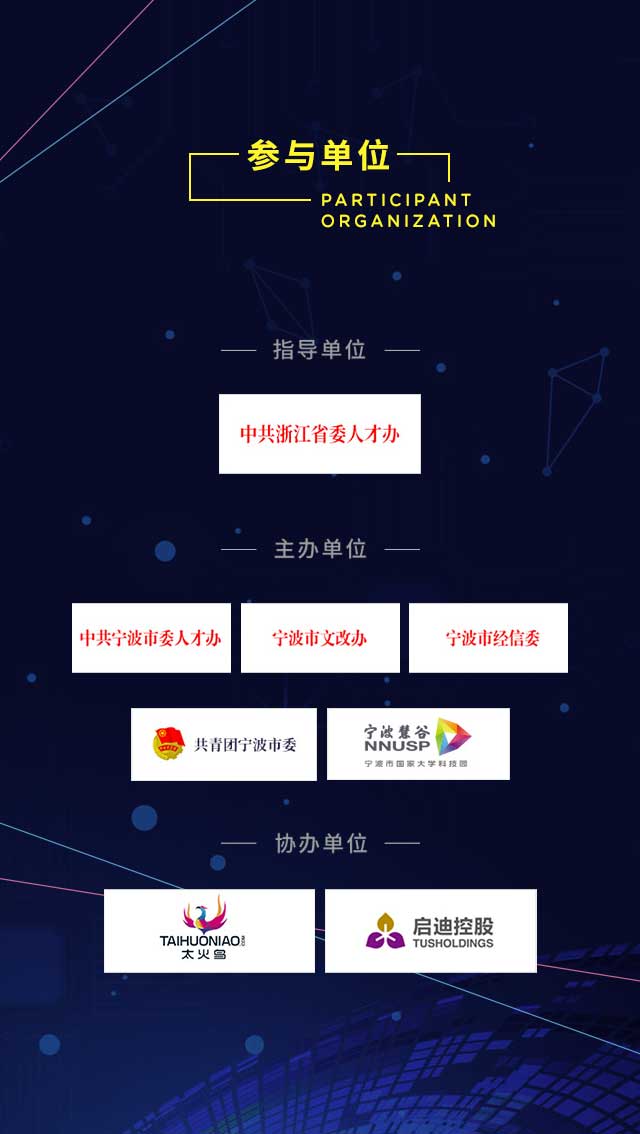 参与单位
PARTICIPANT
ORGANIZATION
指导单位
中共浙江省委人才办
主办单位
中共宁波市委人才办
宁波市文改办
宁波市经信委
共青团宁波市委
宁波慧谷
NNUSP
宁波市国家大学科技园
协办单位
TAIHUONIAO
太火鸟
启迪控股
TUSHOLDINGS